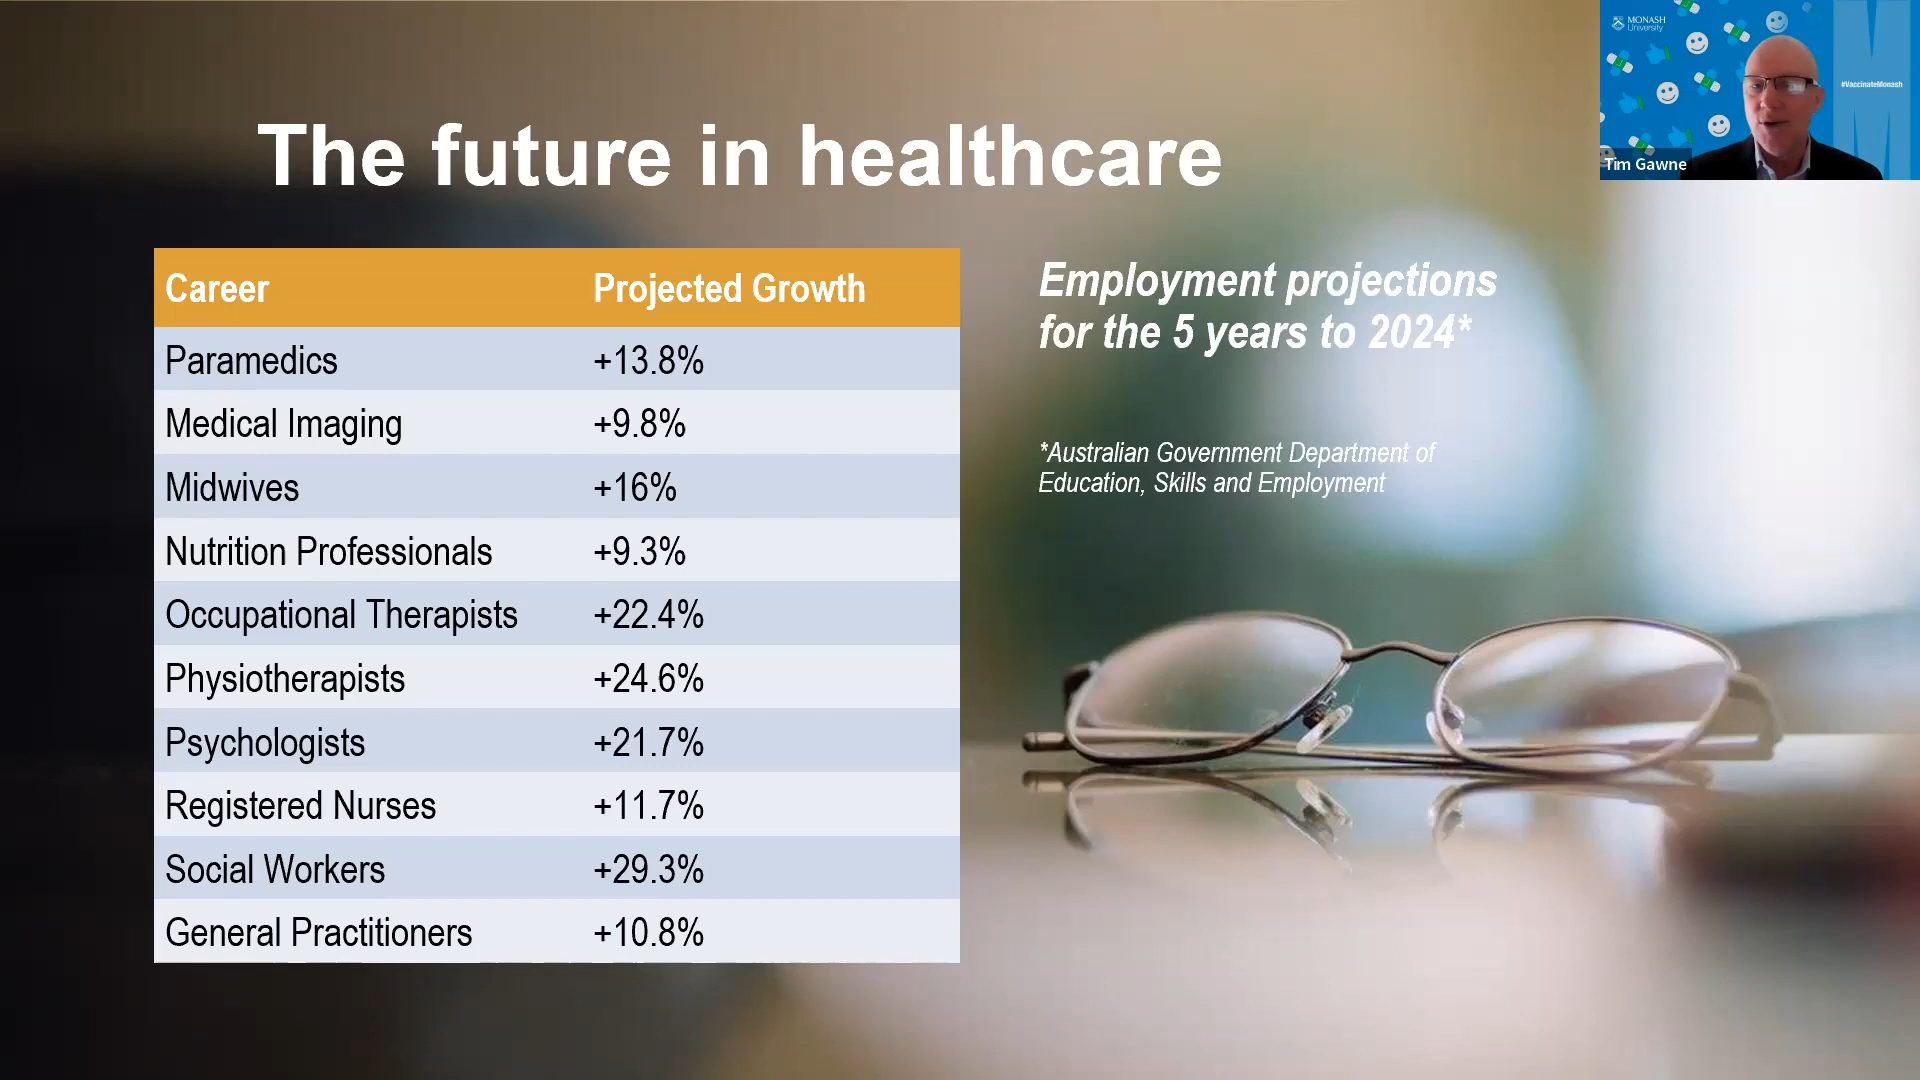 The future in healthcare
MONASH
University
#VaccinateMonash
Tim Gawne
Career Projected Growth
Paramedics +13.8%
Medical Imaging +9.8%
Midwives +16%
Nutrition Professionals +9.3%
Occupational Therapists +22.4%
Physiotherapists +24.6%
Psychologists +21.7%
Registered Nurses +11.7%
Social Workers +29.3%
General Practitioners +10.8%
Employment projections
for the 5 years to 2024*
*Australian Government Department of
Education, Skills and Employment